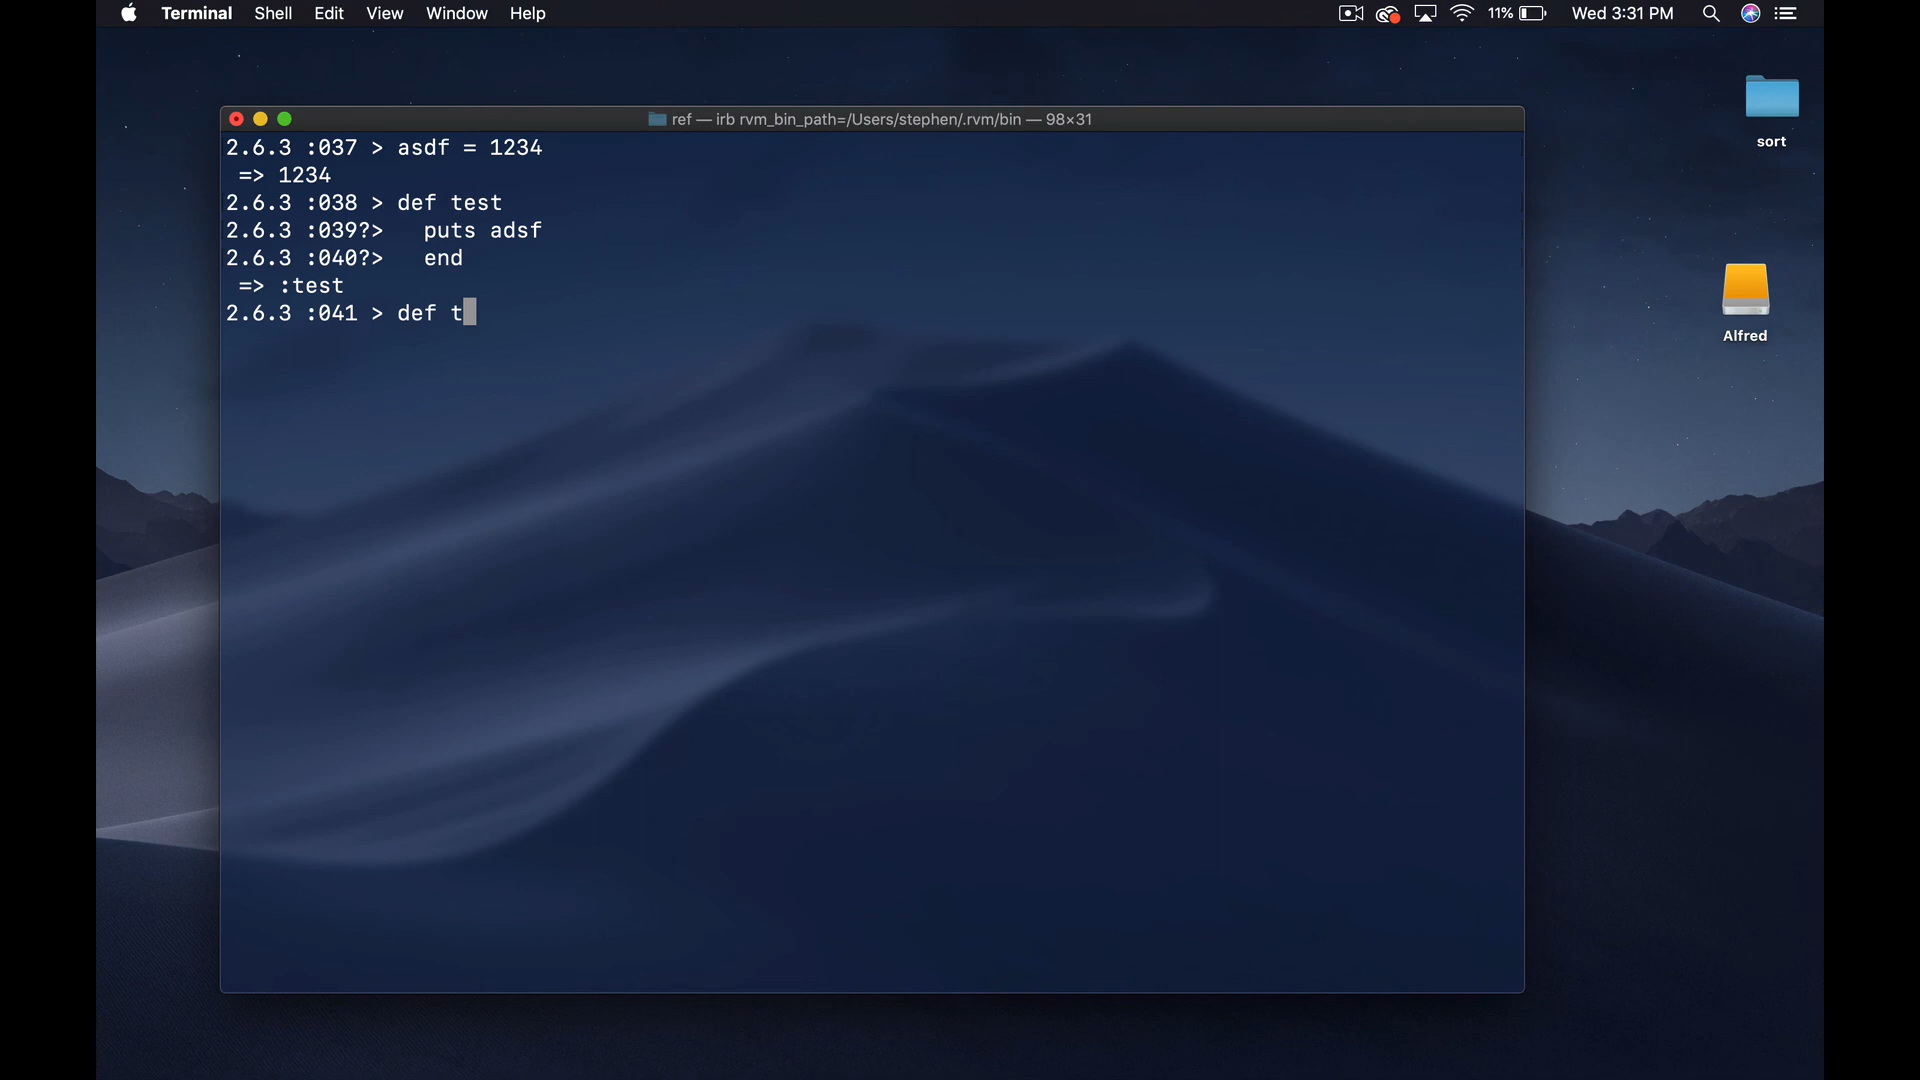 Terminal Shell Edit View Window Help 11% Wed 3:31 PM
sort
ref — irb rvm_bin_path=/Users/stephen/.rvm/bin — 98×31
2.6.3 :037 > asdf = 1234
=> 1234
2.6.3 :038 > def test
2.6.3 :039?> puts adsf
2.6.3 :040?> end
=> :test
2.6.3 :041 > def t
Alfred